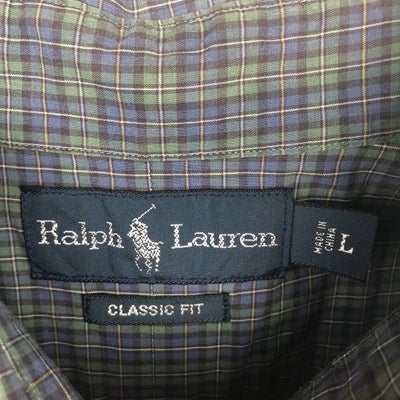 Ralph Lauren
MADE IN
CHINA
L
CLASSIC FIT